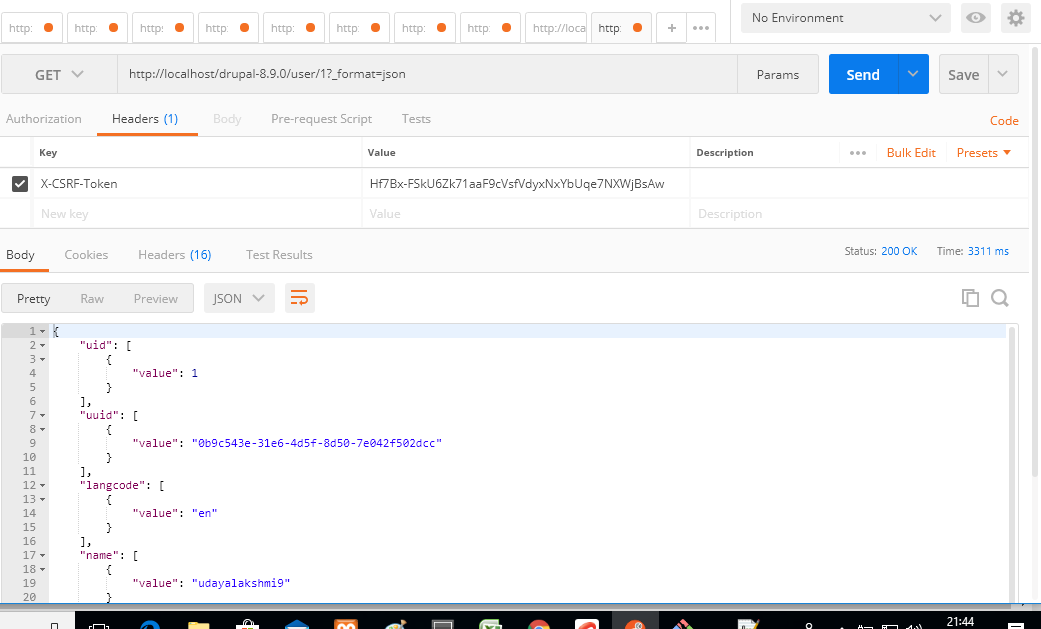 http: http: http: http: http: http: http: http: http://loca http: + ••• No Environment
GET http://localhost/drupal-8.9.0/user/1?_format=json Params Send Save
Authorization Headers (1) Body Pre-request Script Tests Code
Key Value Description ••• Bulk Edit Presets
X-CSRF-Token Hf7Bx-FSkU6Zk71aaF9cVsfVdyxNxYbUqe7NXWjBsAw
New key Value Description
Body Cookies Headers (16) Test Results Status: 200 OK Time: 3311 ms
Pretty Raw Preview JSON
1 {
2 "uid": [
3 {
4 "value": 1
5 }
6 ],
7 "uuid": [
8 {
9 "value": "0b9c543e-31e6-4d5f-8d50-7e042f502dcc"
10 }
11 ],
12 "langcode": [
13 {
14 "value": "en"
15 }
16 ],
17 "name": [
18 {
19 "value": "udayalakshmi9"
20 }
21:44